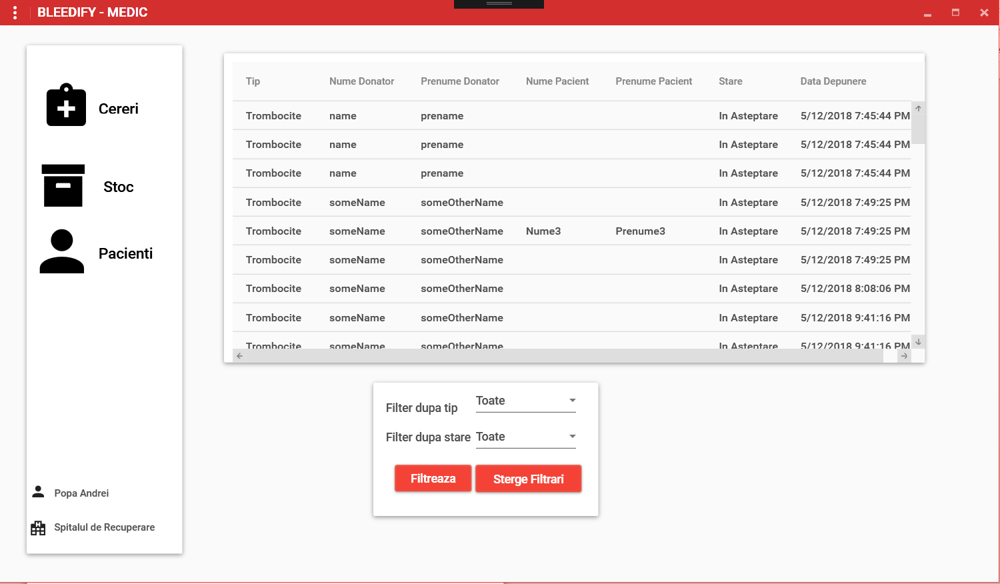 BLEEDIFY - MEDIC
Cereri
Stoc
Pacienti
Popa Andrei
Spitalul de Recuperare
Tip Nume Donator Prenume Donator Nume Pacient Prenume Pacient Stare Data Depunere
Trombocite name prename In Asteptare 5/12/2018 7:45:44 PM
Trombocite name prename In Asteptare 5/12/2018 7:45:44 PM
Trombocite name prename In Asteptare 5/12/2018 7:45:44 PM
Trombocite someName someOtherName In Asteptare 5/12/2018 7:49:25 PM
Trombocite someName someOtherName Nume3 Prenume3 In Asteptare 5/12/2018 7:49:25 PM
Trombocite someName someOtherName In Asteptare 5/12/2018 7:49:25 PM
Trombocite someName someOtherName In Asteptare 5/12/2018 8:08:06 PM
Trombocite someName someOtherName In Asteptare 5/12/2018 9:41:16 PM
Trombocite someName someOtherName In Asteptare 5/12/2018 9:41:16 PM
Filter dupa tip Toate
Filter dupa stare Toate
Filtreaza Sterge Filtrari